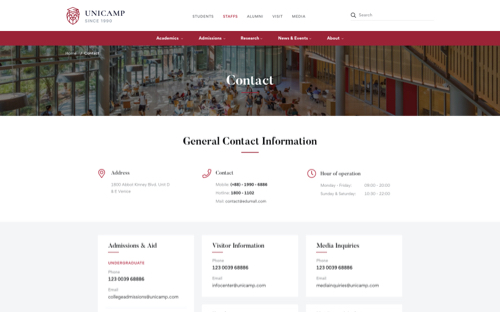 UNICAMP
SINCE 1990
STUDENTS STAFFS ALUMNI VISIT MEDIA
Search
Academics Admissions Research News & Events About
Home / Contact
Contact
General Contact Information
Address
Contact
Hour of operation
1800 Abbot Kinney Blvd. Unit D
& E Venice
Mobile: (+88) - 1990 - 6886
Hotline: 1800 - 1102
Mail: contact@edumall.com
Monday - Friday: 09:00 - 20:00
Sunday & Saturday: 10:30 - 22:00
Admissions & Aid
UNDERGRADUATE
Phone
123 0039 68886
Email
collegeadmissions@unicamp.com
Visitor Information
Phone
123 0039 68886
Email
infocenter@unicamp.com
Media Inquiries
Phone
123 0039 68886
Email
mediainquiries@unicamp.com